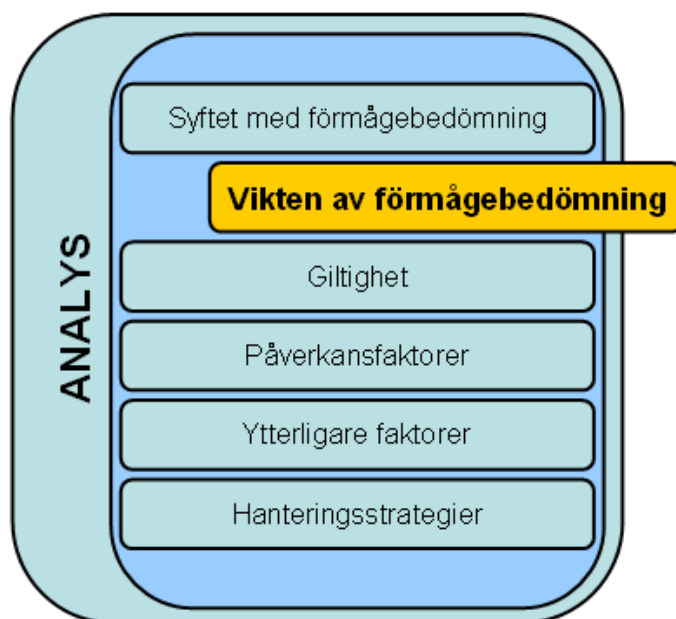 ANALYS
Syftet med förmågebedömning
Vikten av förmågebedömning
Giltighet
Påverkansfaktorer
Ytterligare faktorer
Hanteringsstrategier